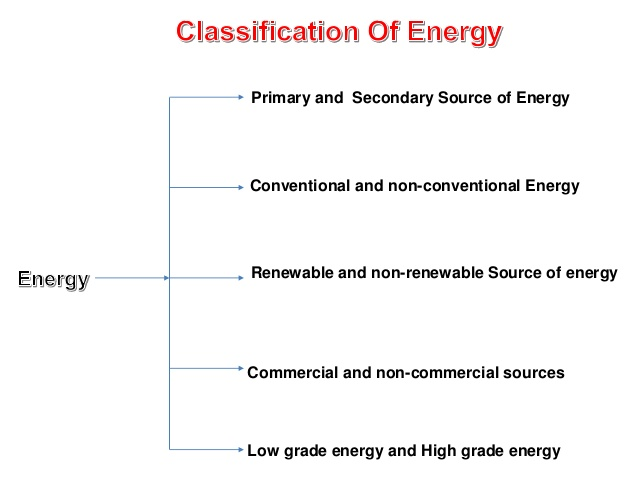 Classification Of Energy
Primary and Secondary Source of Energy
Conventional and non-conventional Energy
Energy
Renewable and non-renewable Source of energy
Commercial and non-commercial sources
Low grade energy and High grade energy